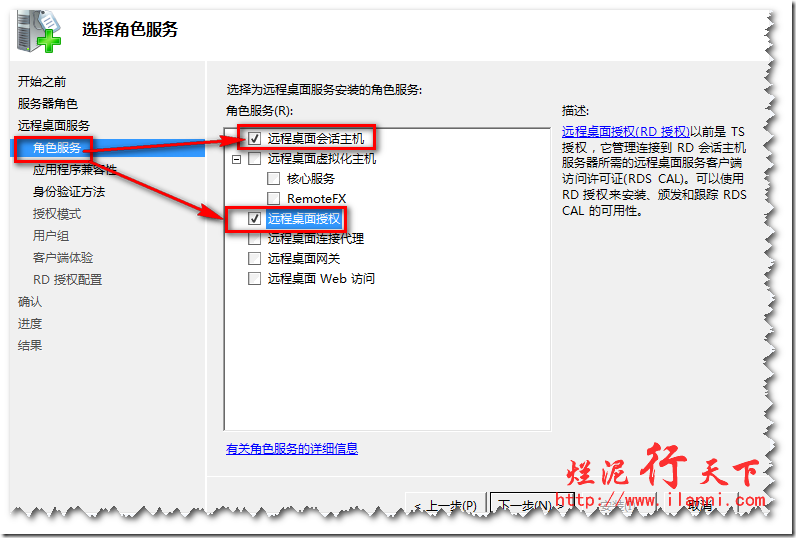 选择角色服务
开始之前
服务器角色
远程桌面服务
角色服务
应用程序兼容性
身份验证方法
授权模式
用户组
客户端体验
RD 授权配置
确认
进度
结果
选择为远程桌面服务安装的角色服务:
角色服务(R):
远程桌面会话主机
远程桌面虚拟化主机
核心服务
RemoteFX
远程桌面授权
远程桌面连接代理
远程桌面网关
远程桌面 Web 访问
有关角色服务的详细信息
描述:
远程桌面授权(RD 授权)以前是 TS
授权，它管理连接到 RD 会话主机
服务器所需的远程桌面服务客户端
访问许可证(RDS CAL)。可以使用
RD 授权来安装、颁发和跟踪 RDS
CAL 的可用性。
< 上一步(P)
下一步(N) >
取消
烂泥行天下
http://www.ilanni.com